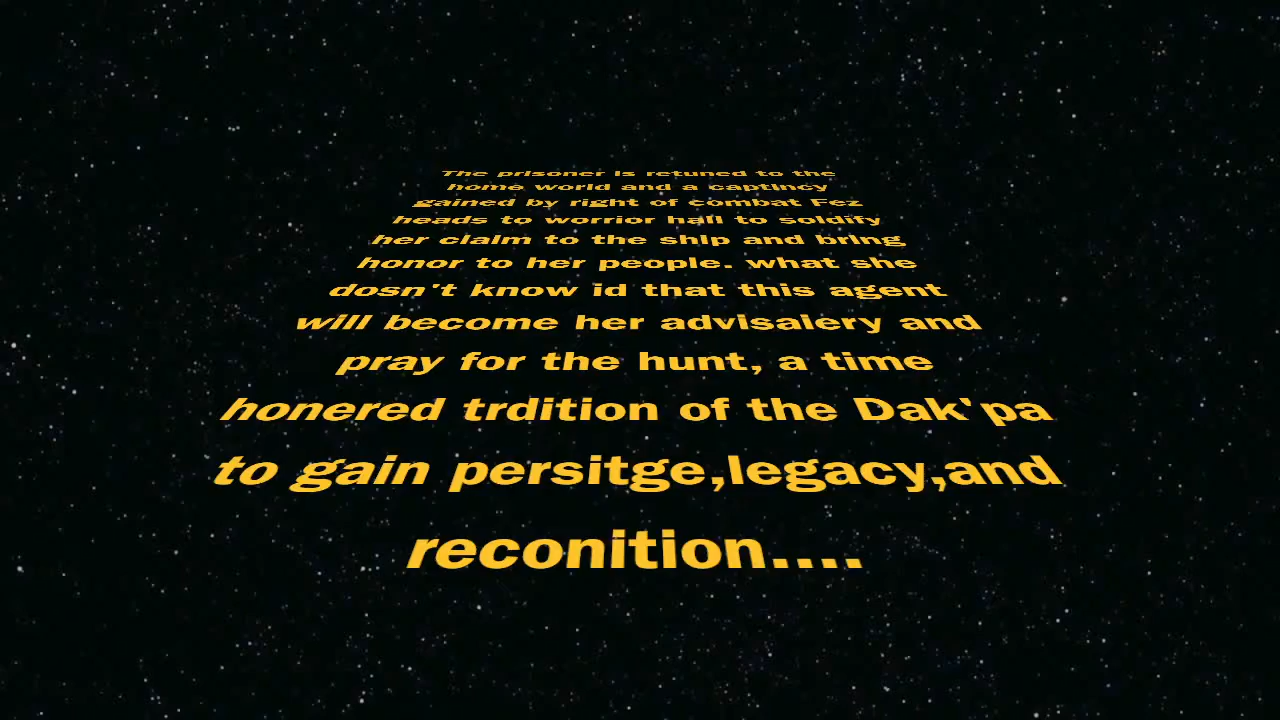 The prisoner is retuned to the
home world and a captincy
gained by right of combat Fez
heads to worrior hall to soldify
her claim to the ship and bring
honor to her people. what she
dosn't know id that this agent
will become her advisalery and
pray for the hunt, a time
honered trdition of the Dak'pa
to gain persitge,legacy,and
reconition....